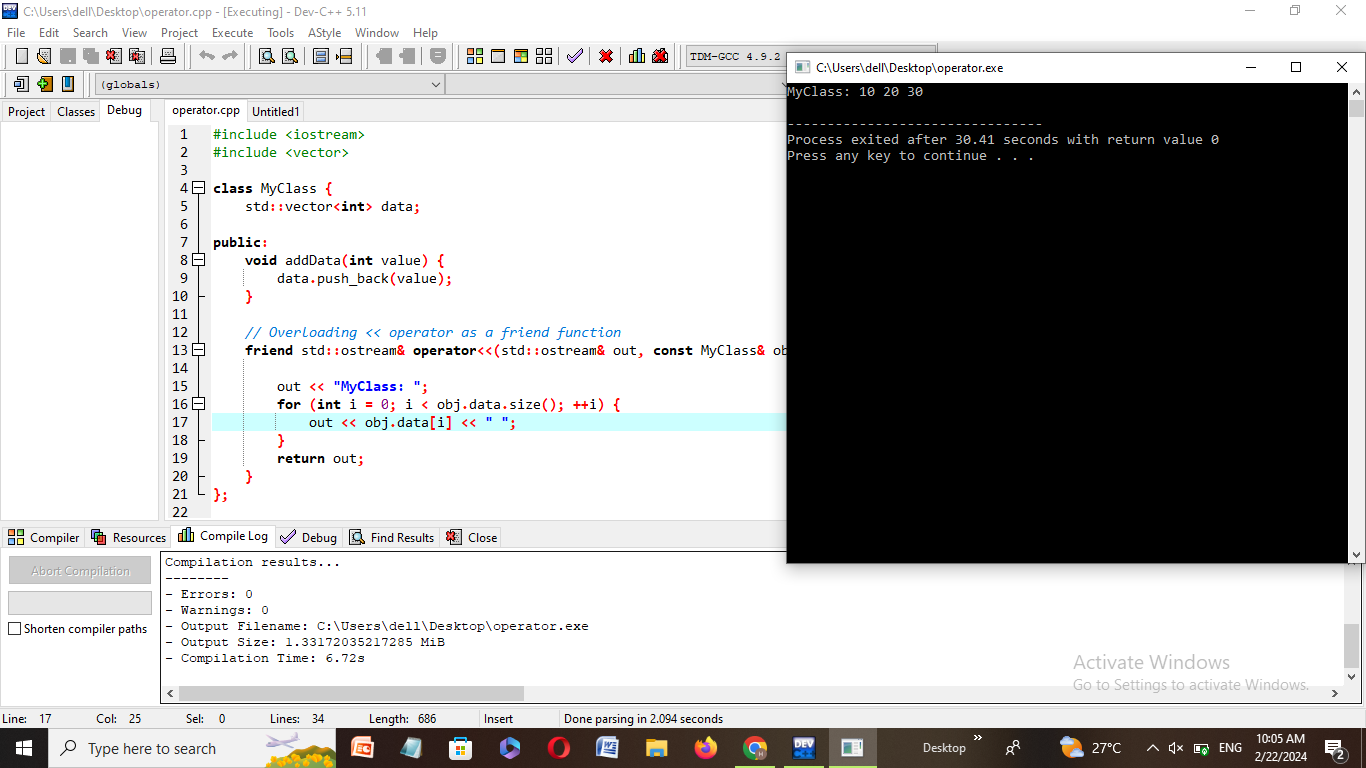 C:\Users\dell\Desktop\operator.cpp - [Executing] - Dev-C++ 5.11
File Edit Search View Project Execute Tools AStyle Window Help
TDM-GCC 4.9.2
(globals)
Project Classes Debug
operator.cpp Untitled1
1 #include <iostream>
2 #include <vector>
3
4 class MyClass {
5 std::vector<int> data;
6
7 public:
8 void addData(int value) {
9 data.push_back(value);
10 }
11
12 // Overloading << operator as a friend function
13 friend std::ostream& operator<<(std::ostream& out, const MyClass& ob
14
15 out << "MyClass: ";
16 for (int i = 0; i < obj.data.size(); ++i) {
17 out << obj.data[i] << " ";
18 }
19 return out;
20 }
21 };
22
C:\Users\dell\Desktop\operator.exe
MyClass: 10 20 30
--------------------------------
Process exited after 30.41 seconds with return value 0
Press any key to continue . . .
Compiler Resources Compile Log Debug Find Results Close
Abort Compilation
Shorten compiler paths
Compilation results...
--------
- Errors: 0
- Warnings: 0
- Output Filename: C:\Users\dell\Desktop\operator.exe
- Output Size: 1.33172035217285 MiB
- Compilation Time: 6.72s
Activate Windows
Go to Settings to activate Windows.
Line: 17 Col: 25 Sel: 0 Lines: 34 Length: 686 Insert Done parsing in 2.094 seconds
Type here to search
Desktop
27°C
ENG
10:05 AM
2/22/2024
2